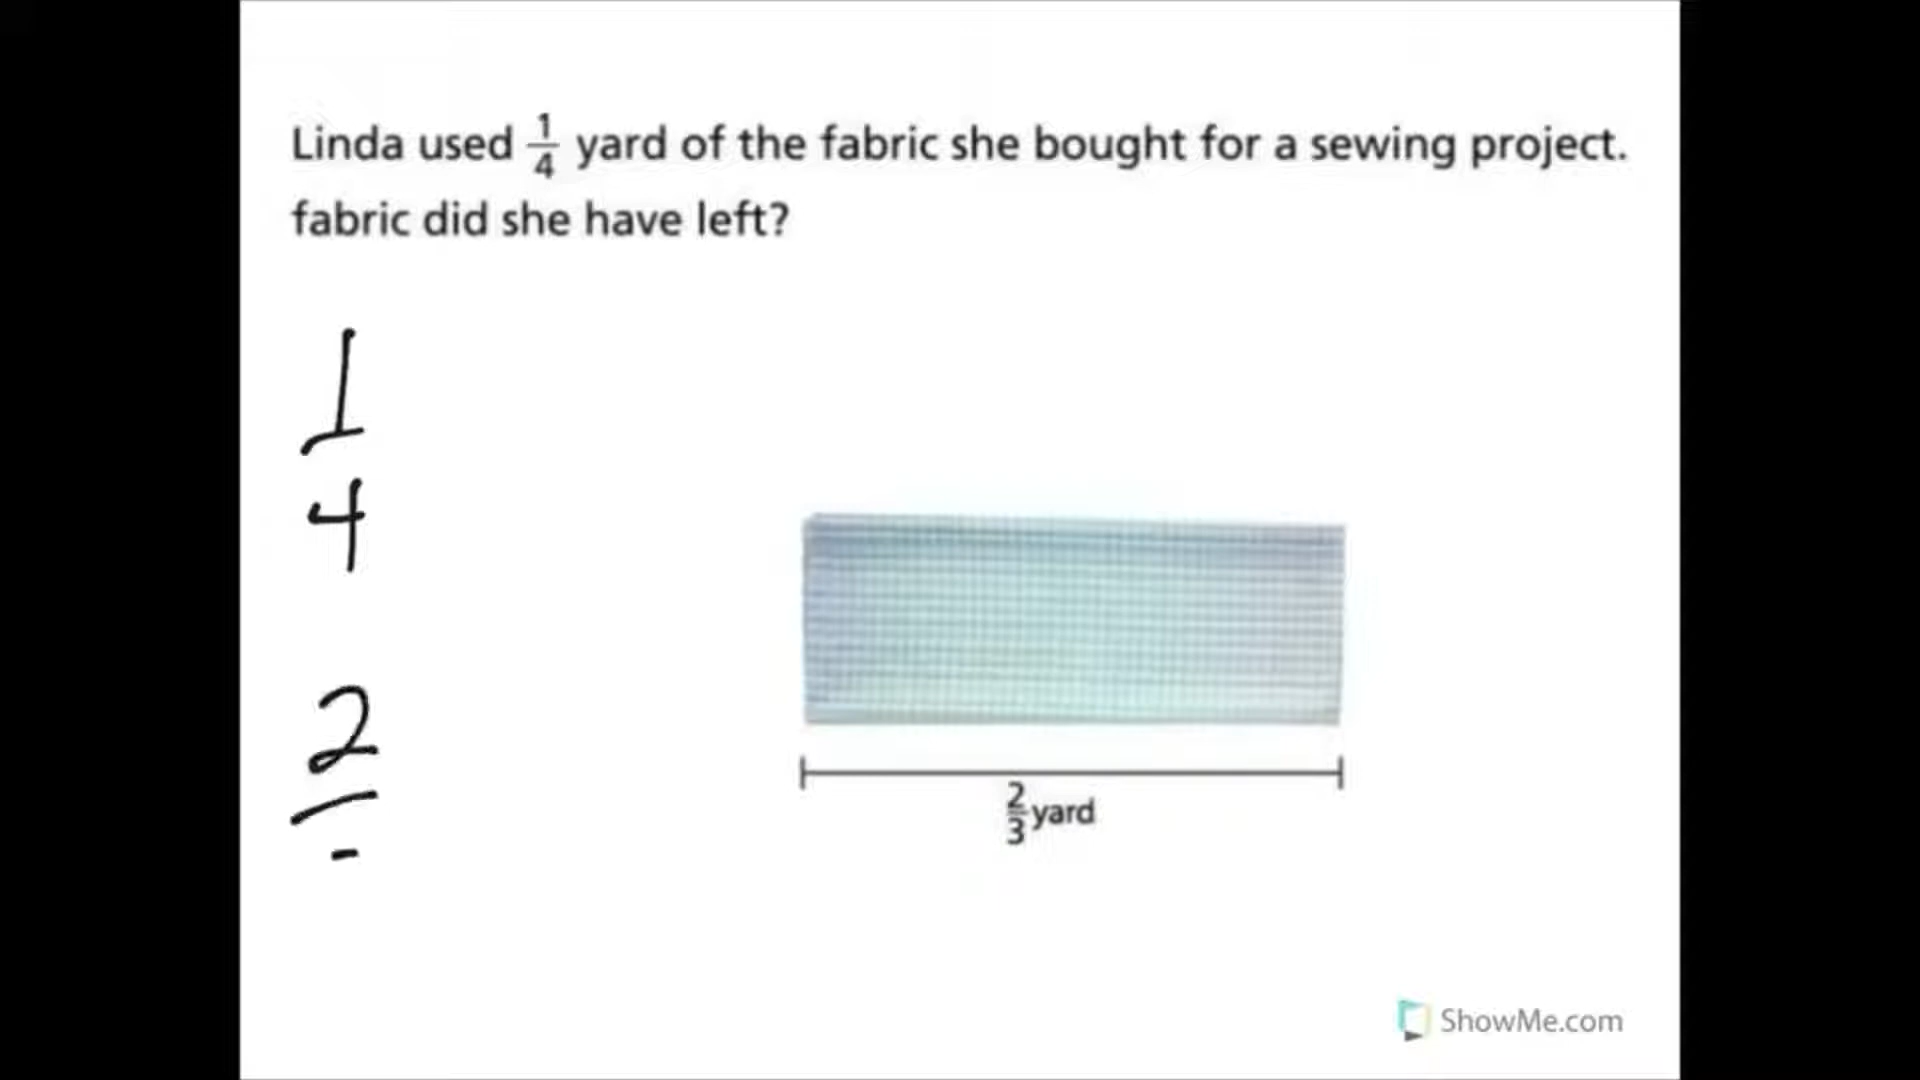 Linda used 1/4 yard of the fabric she bought for a sewing project.
fabric did she have left?
1
4
2
2/3 yard
ShowMe.com